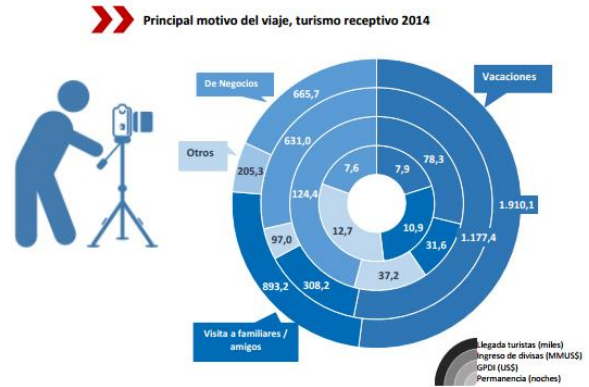 Principal motivo del viaje, turismo receptivo 2014
De Negocios
Vacaciones
665,7
Otros
631,0
7,6
7,9
78,3
205,3
124,4
1.910,1
10,9
12,7
31,6
1.177,4
97,0
37,2
308,2
893,2
Visita a familiares /
amigos
Llegada turistas (miles)
Ingreso de divisas (MMUS$)
GPDI (US$)
Permanencia (noches)